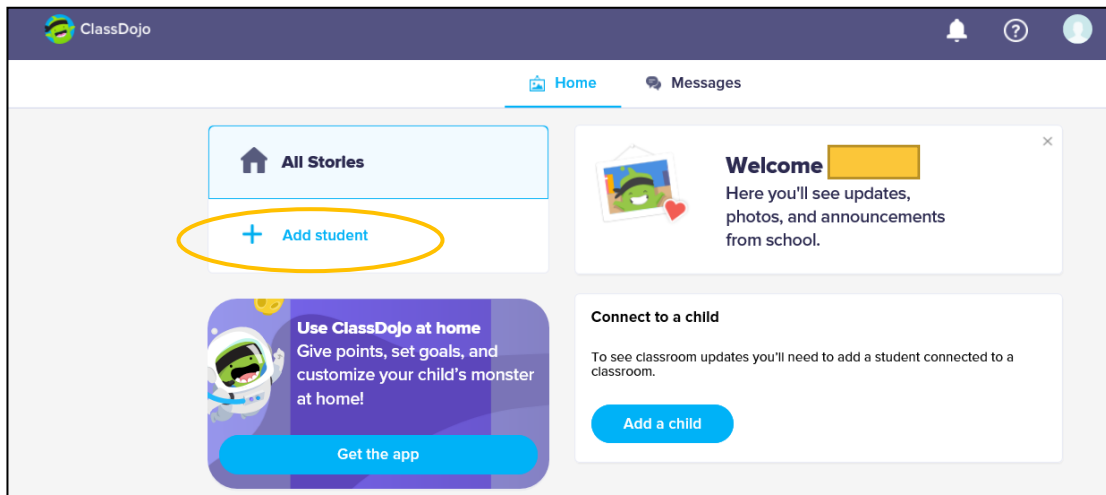 ClassDojo
?
Home
Messages
All Stories
+ Add student
Welcome
Here you'll see updates,
photos, and announcements
from school.
×
Use ClassDojo at home
Give points, set goals, and
customize your child's monster
at home!
Get the app
Connect to a child
To see classroom updates you'll need to add a student connected to a
classroom.
Add a child